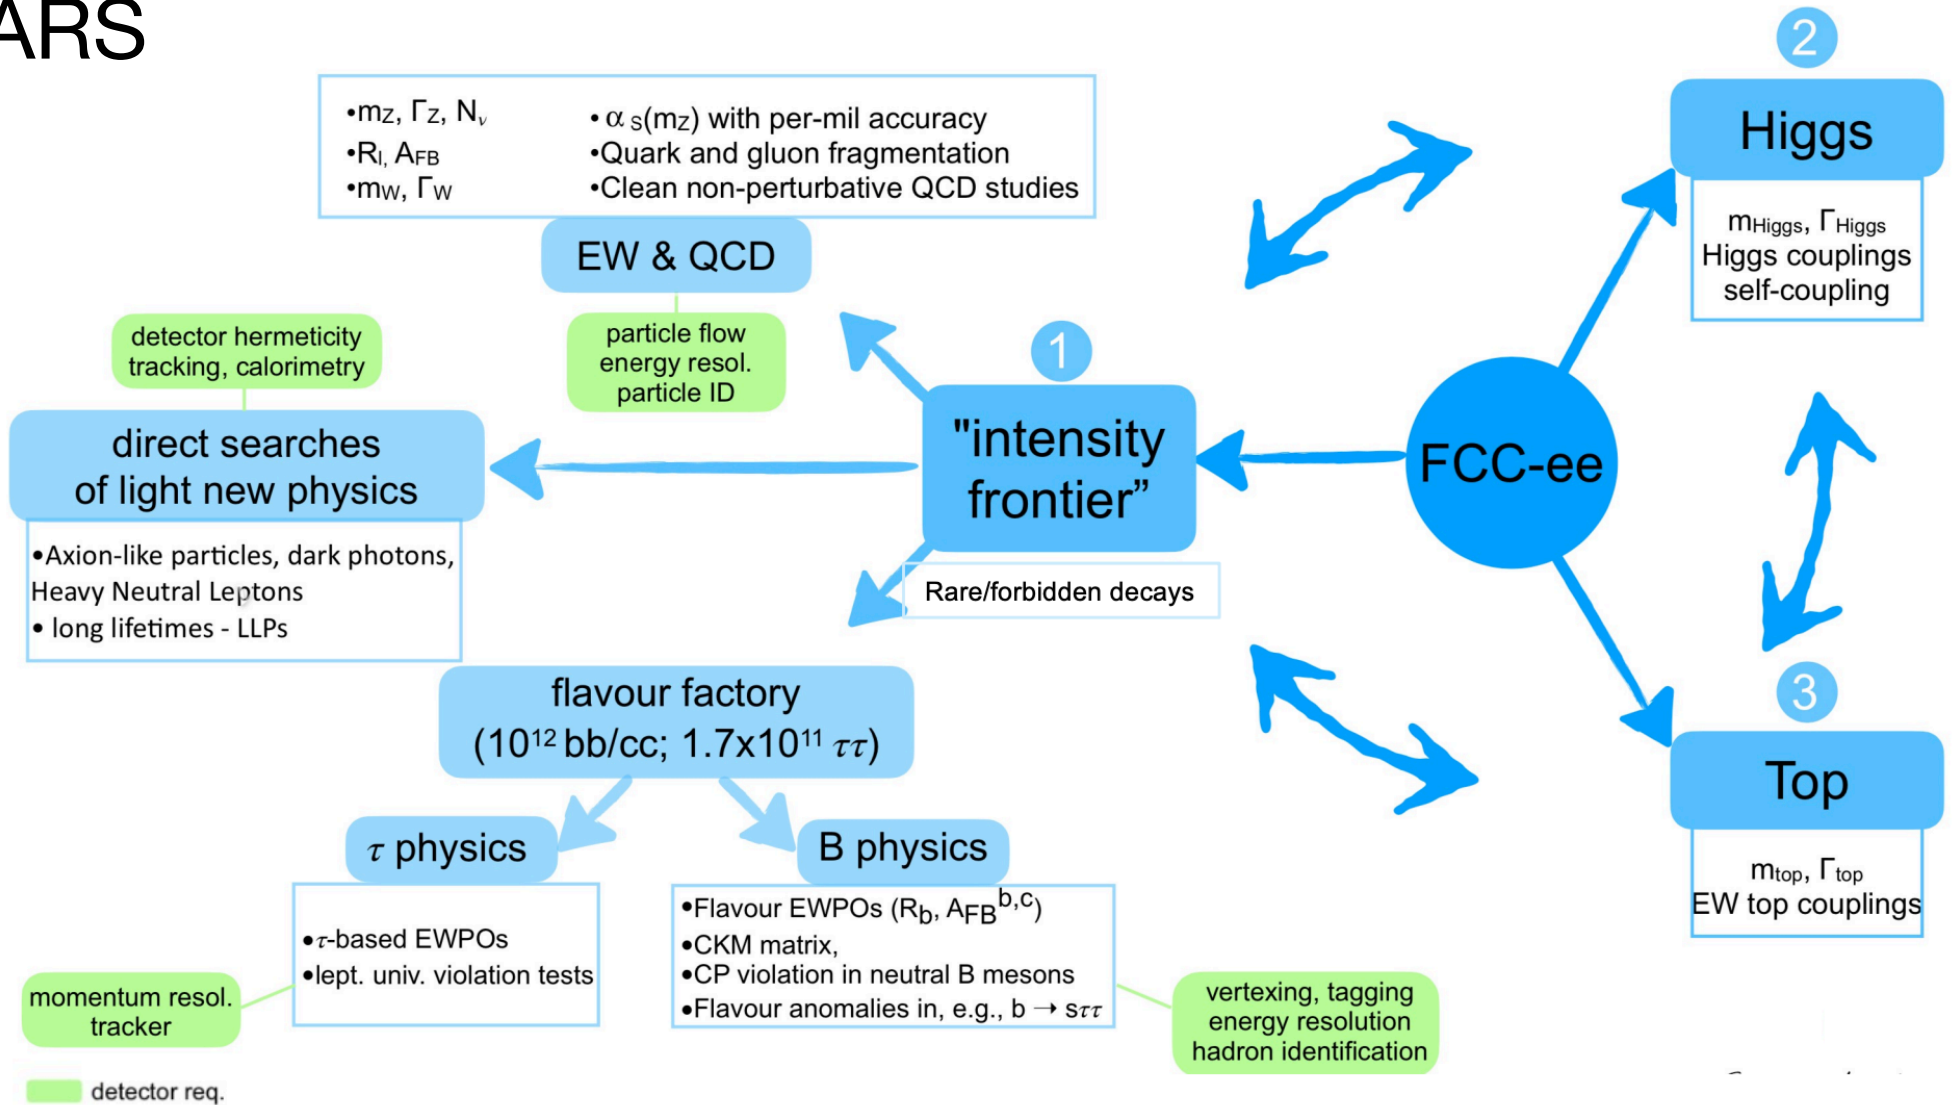 ARS
2
Higgs
mHiggs, ΓHiggs
Higgs couplings
self-coupling
•mZ, ΓZ, Nν
•Rl, AFB
•mW, ΓW
• αS(mZ) with per-mil accuracy
•Quark and gluon fragmentation
•Clean non-perturbative QCD studies
EW & QCD
particle flow
energy resol.
particle ID
detector hermeticity
tracking, calorimetry
direct searches
of light new physics
•Axion-like particles, dark photons,
Heavy Neutral Leptons
• long lifetimes - LLPs
1
"intensity
frontier”
Rare/forbidden decays
FCC-ee
flavour factory
(10¹² bb/cc; 1.7x10¹¹ ττ)
τ physics
•τ-based EWPOs
•lept. univ. violation tests
momentum resol.
tracker
B physics
•Flavour EWPOs (Rb, AFBb,c)
•CKM matrix,
•CP violation in neutral B mesons
•Flavour anomalies in, e.g., b → sττ
vertexing, tagging
energy resolution
hadron identification
3
Top
mtop, Γtop
EW top couplings
detector req.